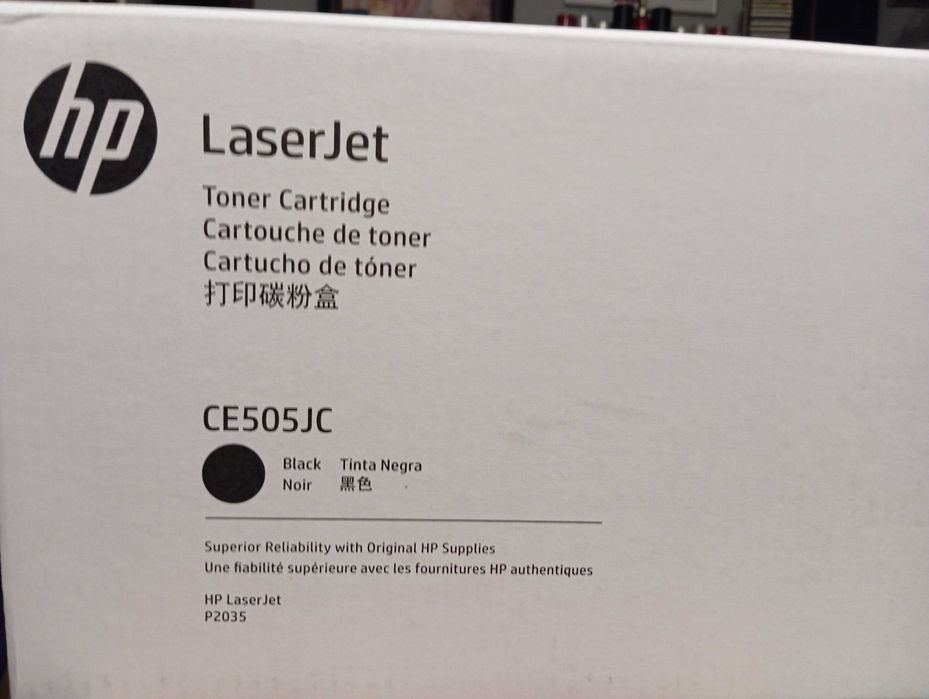 hp
LaserJet
Toner Cartridge
Cartouche de toner
Cartucho de tóner
打印碳粉盒
CE505JC
Black Tinta Negra
Noir 黑色
Superior Reliability with Original HP Supplies
Une fiabilité supérieure avec les fournitures HP authentiques
HP LaserJet
P2035